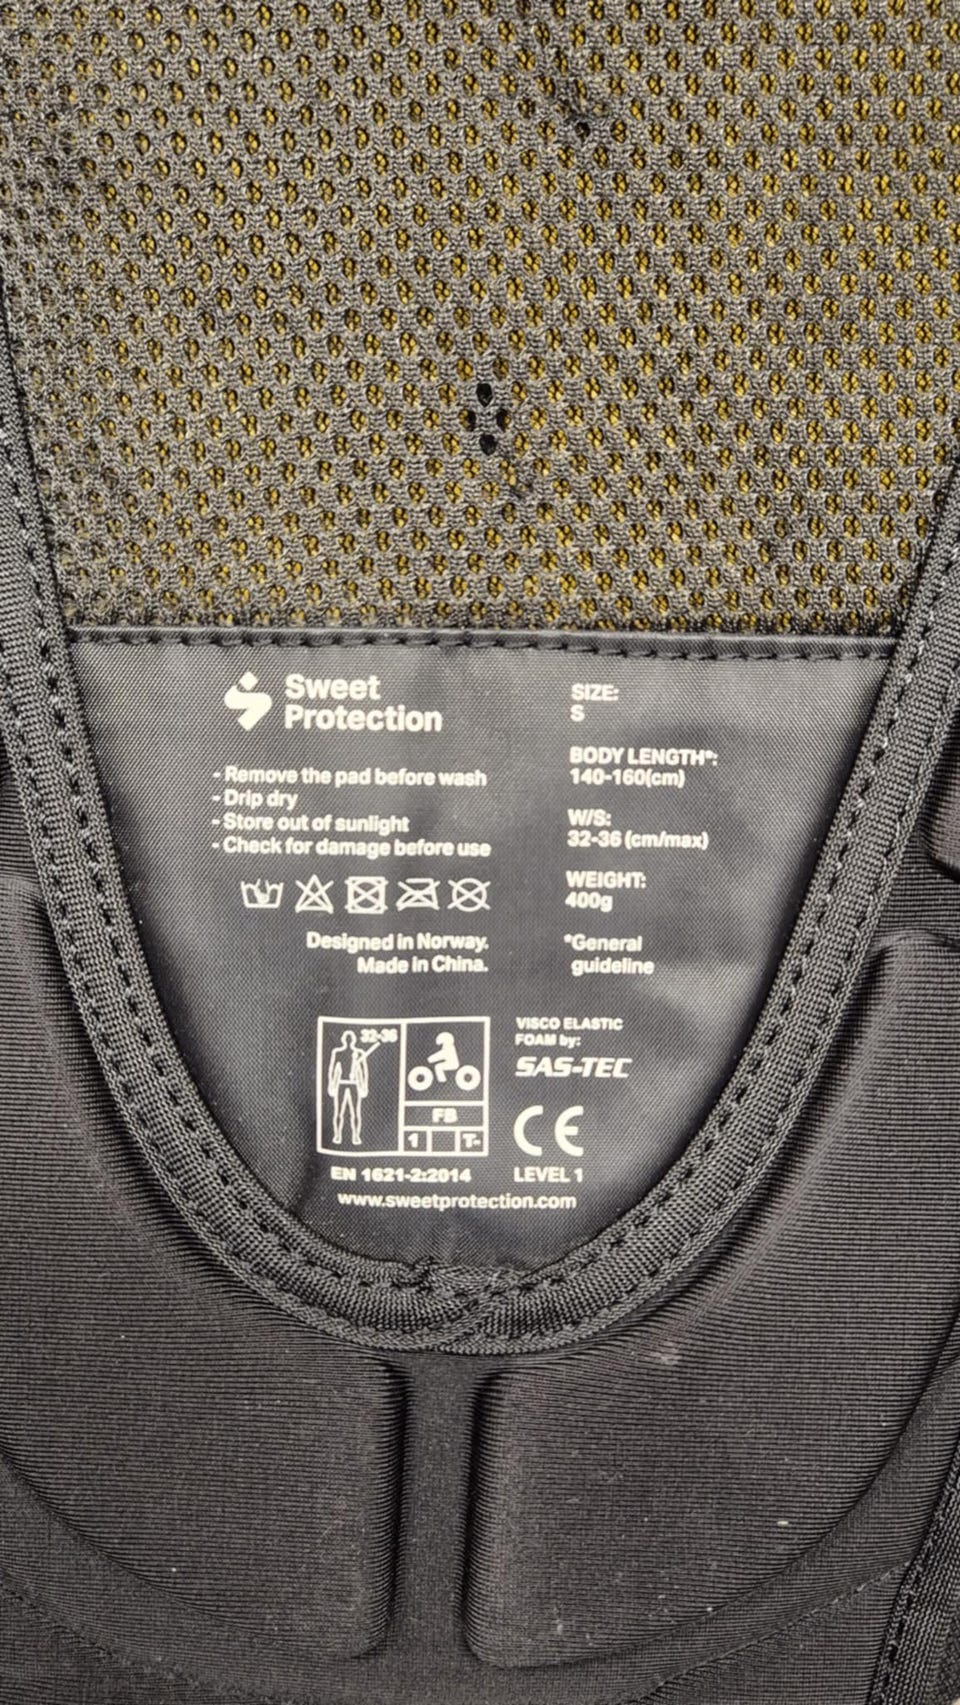 Sweet
Protection
- Remove the pad before wash
- Drip dry
- Store out of sunlight
- Check for damage before use
Designed in Norway.
Made in China.
SIZE:
S
BODY LENGTH*:
140-160(cm)
W/S:
32-36 (cm/max)
WEIGHT:
400g
*General
guideline
32-36
FB
1 T-
EN 1621-2:2014
VISCO ELASTIC
FOAM by:
SAS-TEC
CE
LEVEL 1
www.sweetprotection.com